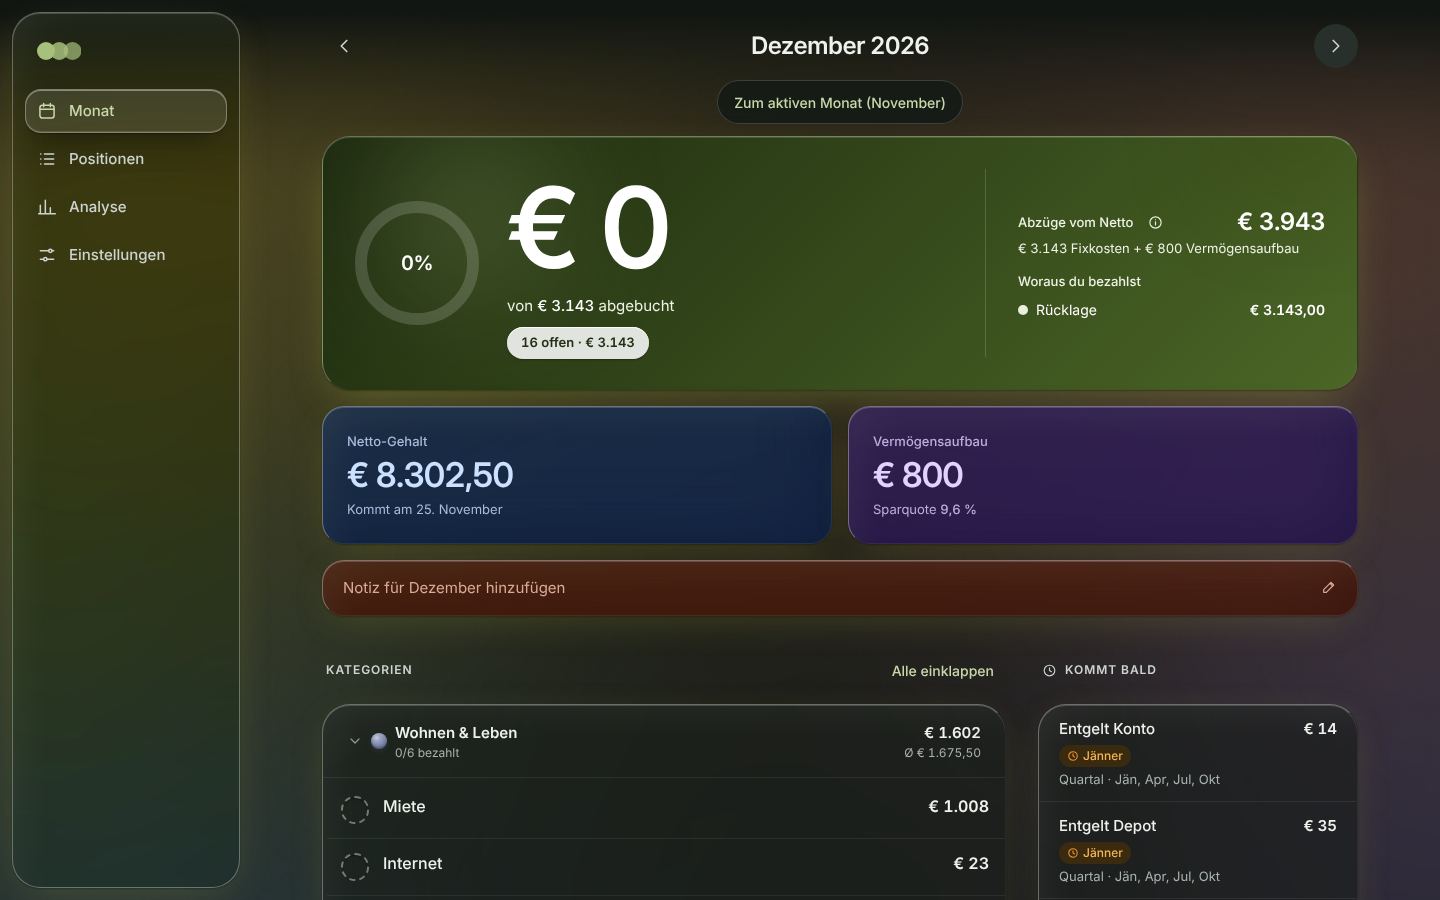 Dezember 2026
Zum aktiven Monat (November)
Monat
Positionen
Analyse
Einstellungen
0%
€ 0
von € 3.143 abgebucht
16 offen · € 3.143
Abzüge vom Netto € 3.943
€ 3.143 Fixkosten + € 800 Vermögensaufbau
Woraus du bezahlst
Rücklage € 3.143,00
Netto-Gehalt
€ 8.302,50
Kommt am 25. November
Vermögensaufbau
€ 800
Sparquote 9,6 %
Notiz für Dezember hinzufügen
KATEGORIEN
Alle einklappen
Wohnen & Leben € 1.602
0/6 bezahlt Ø € 1.675,50
Miete € 1.008
Internet € 23
KOMMT BALD
Entgelt Konto € 14
Jänner
Quartal · Jän, Apr, Jul, Okt
Entgelt Depot € 35
Jänner
Quartal · Jän, Apr, Jul, Okt